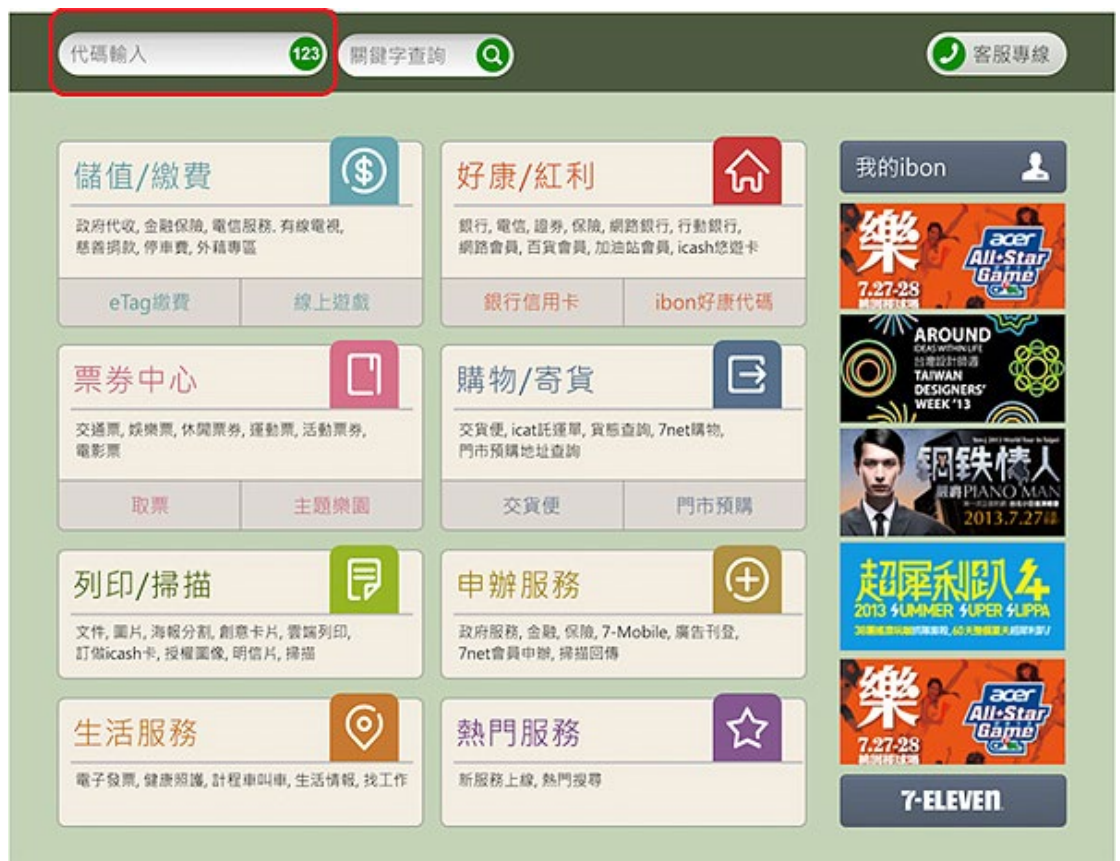 代碼輸入 123
關鍵字查詢
客服專線
儲值/繳費
政府代收, 金融保險, 電信服務. 有線電視,
慈善捐款, 停車費, 外籍專區
eTag繳費 線上遊戲
好康/紅利
銀行, 電信, 證券, 保險, 網路銀行, 行動銀行,
網路會員, 百貨會員, 加油站會員, icash悠遊卡
銀行信用卡 ibon好康代碼
票券中心
交通票, 娛樂票, 休閒票券, 運動票, 活動票券,
電影票
取票 主題樂園
購物/寄貨
交貨便, icat託運單, 貨態查詢, 7net購物,
門市預購地址查詢
交貨便 門市預購
列印/掃描
文件, 圖片, 海報分割, 創意卡片, 雲端列印,
訂做icash卡, 授權圖像, 明信片, 掃描
申辦服務
政府服務, 金融, 保險, 7-Mobile, 廣告刊登,
7net會員申辦, 掃描回傳
生活服務
電子發票, 健康照護, 計程車叫車, 生活情報, 找工作
熱門服務
新服務上線, 熱門搜尋
我的ibon
樂
acer
All-Star
Game
7.27-28
AROUND
IDEAS WITHIN LIFE
台灣設計師週
TAIWAN
DESIGNERS'
WEEK '13
鋼鉄情人
嚴爵PIANO MAN
2013.7.27
超犀利趴4
2013 SUMMER SUPER SLIPPA
樂
acer
All-Star
Game
7.27-28
7-ELEVEN